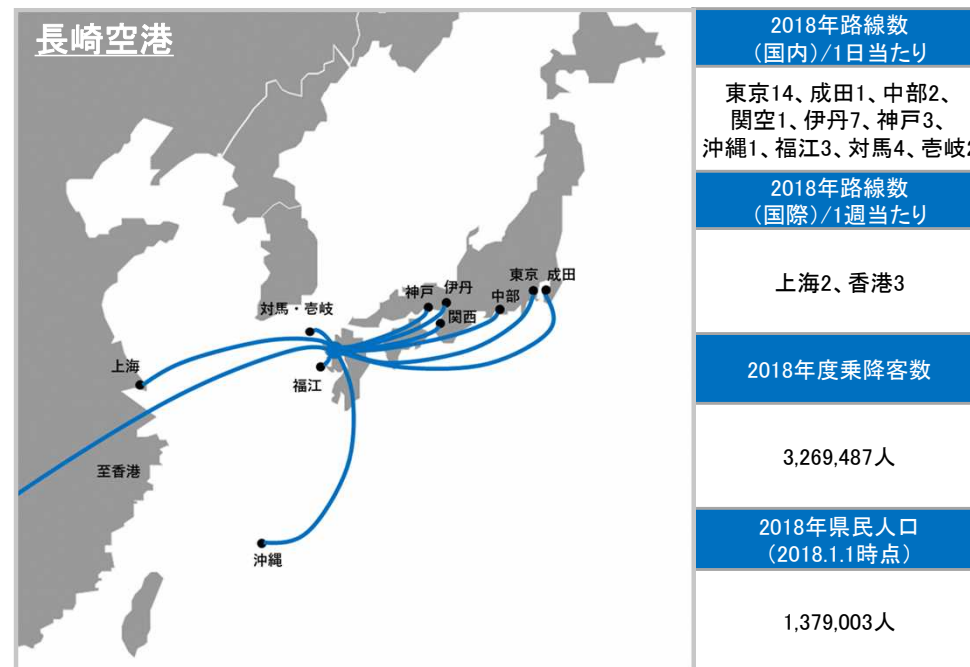 長崎空港
東京 成田
神戸 伊丹
中部
関西
対馬・壱岐
上海
福江
至香港
沖縄
2018年路線数
(国内)/1日当たり
東京14、成田1、中部2、
関空1、伊丹7、神戸3、
沖縄1、福江3、対馬4、壱岐2
2018年路線数
(国際)/1週当たり
上海2、香港3
2018年度乗降客数
3,269,487人
2018年県民人口
(2018.1.1時点)
1,379,003人